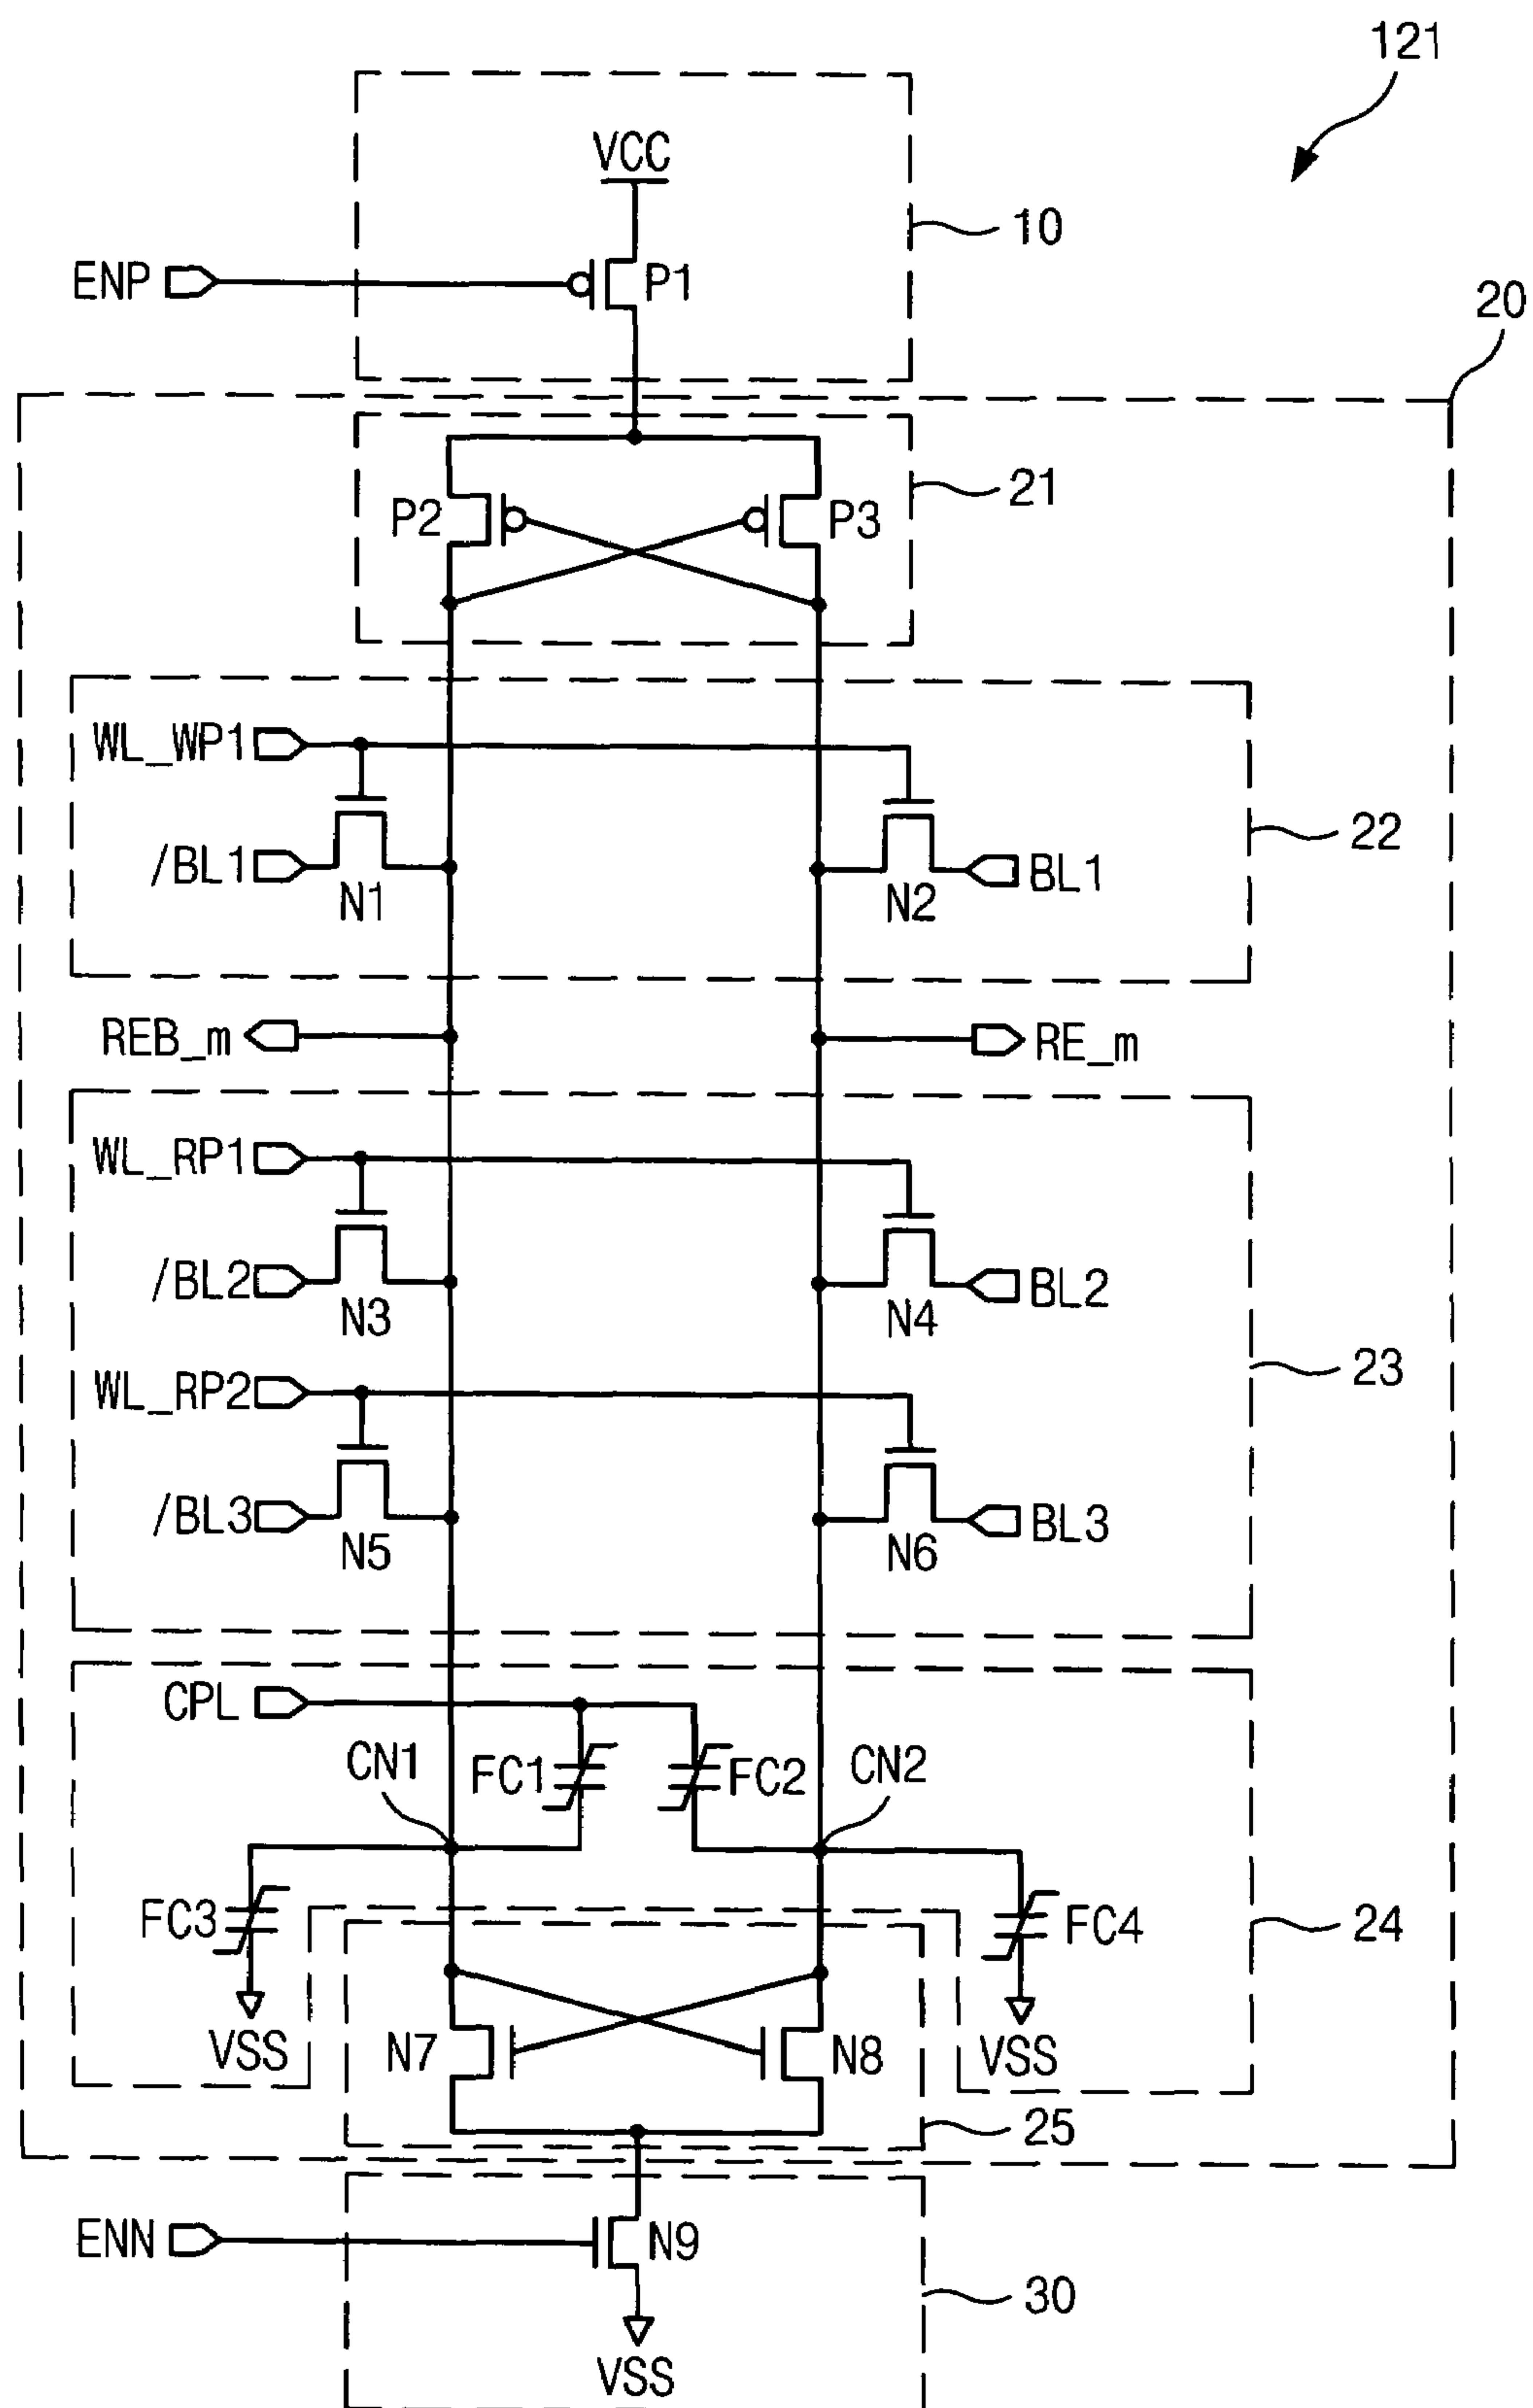 121
VCC
10
ENP P1
20
21
P2 P3
WL_WP1
22
/BL1 N1 N2 BL1
REB_m RE_m
WL_RP1
/BL2 N3 N4 BL2
23
WL_RP2
/BL3 N5 N6 BL3
CPL
CN1 FC1 FC2 CN2
FC3 FC4 24
VSS N7 N8 VSS
25
ENN N9
30
VSS